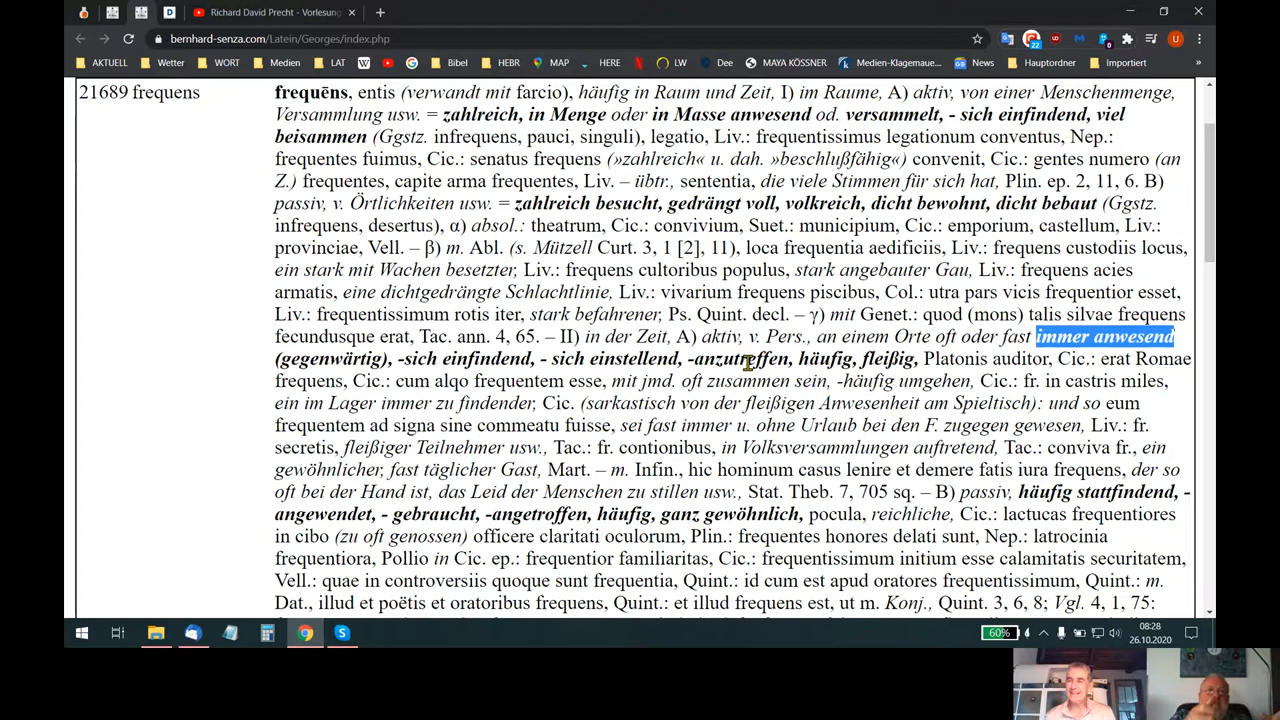 Richard David Precht - Vorlesung
bernhard-senza.com/Latein/Georges/index.php
22
0
U
AKTUELL Wetter WORT Medien LAT Bibel HEBR MAP HERE LW Dee MAYA KÖSSNER Medien-Klagemaue... News Hauptordner Importiert
21689 frequens
frequēns, entis (verwandt mit farcio), häufig in Raum und Zeit, I) im Raume, A) aktiv, von einer Menschenmenge,
Versammlung usw. = zahlreich, in Menge oder in Masse anwesend od. versammelt, - sich einfindend, viel
beisammen (Ggstz. infrequens, pauci, singuli), legatio, Liv.: frequentissimus legationum conventus, Nep.:
frequentes fuimus, Cic.: senatus frequens (»zahlreich« u. dah. »beschlußfähig«) convenit, Cic.: gentes numero (an
Z.) frequentes, capite arma frequentes, Liv. – übtr., sententia, die viele Stimmen für sich hat, Plin. ep. 2, 11, 6. B)
passiv, v. Örtlichkeiten usw. = zahlreich besucht, gedrängt voll, volkreich, dicht bewohnt, dicht bebaut (Ggstz.
infrequens, desertus), α) absol.: theatrum, Cic.: convivium, Suet.: municipium, Cic.: emporium, castellum, Liv.:
provinciae, Vell. – β) m. Abl. (s. Mützell Curt. 3, 1 [2], 11), loca frequentia aedificiis, Liv.: frequens custodiis locus,
ein stark mit Wachen besetzter, Liv.: frequens cultoribus populus, stark angebauter Gau, Liv.: frequens acies
armatis, eine dichtgedrängte Schlachtlinie, Liv.: vivarium frequens piscibus, Col.: utra pars vicis frequentior esset,
Liv.: frequentissimum rotis iter, stark befahrener, Ps. Quint. decl. – γ) mit Genet.: quod (mons) talis silvae frequens
fecundusque erat, Tac. ann. 4, 65. – II) in der Zeit, A) aktiv, v. Pers., an einem Orte oft oder fast immer anwesend
(gegenwärtig), -sich einfindend, - sich einstellend, -anzutreffen, häufig, fleißig, Platonis auditor, Cic.: erat Romae
frequens, Cic.: cum alqo frequentem esse, mit jmd. oft zusammen sein, -häufig umgehen, Cic.: fr. in castris miles,
ein im Lager immer zu findender, Cic. (sarkastisch von der fleißigen Anwesenheit am Spieltisch): und so eum
frequentem ad signa sine commeatu fuisse, sei fast immer u. ohne Urlaub bei den F. zugegen gewesen, Liv.: fr.
secretis, fleißiger Teilnehmer usw., Tac.: fr. contionibus, in Volksversammlungen auftretend, Tac.: conviva fr., ein
gewöhnlicher, fast täglicher Gast, Mart. – m. Infin., hic hominum casus lenire et demere fatis iura frequens, der so
oft bei der Hand ist, das Leid der Menschen zu stillen usw., Stat. Theb. 7, 705 sq. – B) passiv, häufig stattfindend, -
angewendet, - gebraucht, -angetroffen, häufig, ganz gewöhnlich, pocula, reichliche, Cic.: lactucas frequentiores
in cibo (zu oft genossen) officere claritati oculorum, Plin.: frequentes honores delati sunt, Nep.: latrocinia
frequentiora, Pollio in Cic. ep.: frequentior familiaritas, Cic.: frequentissimum initium esse calamitatis securitatem,
Vell.: quae in controversiis quoque sunt frequentia, Quint.: id cum est apud oratores frequentissimum, Quint.: m.
Dat., illud et poëtis et oratoribus frequens, Quint.: et illud frequens est, ut m. Konj., Quint. 3, 6, 8; Vgl. 4, 1, 75:
60% 08:28
26.10.2020